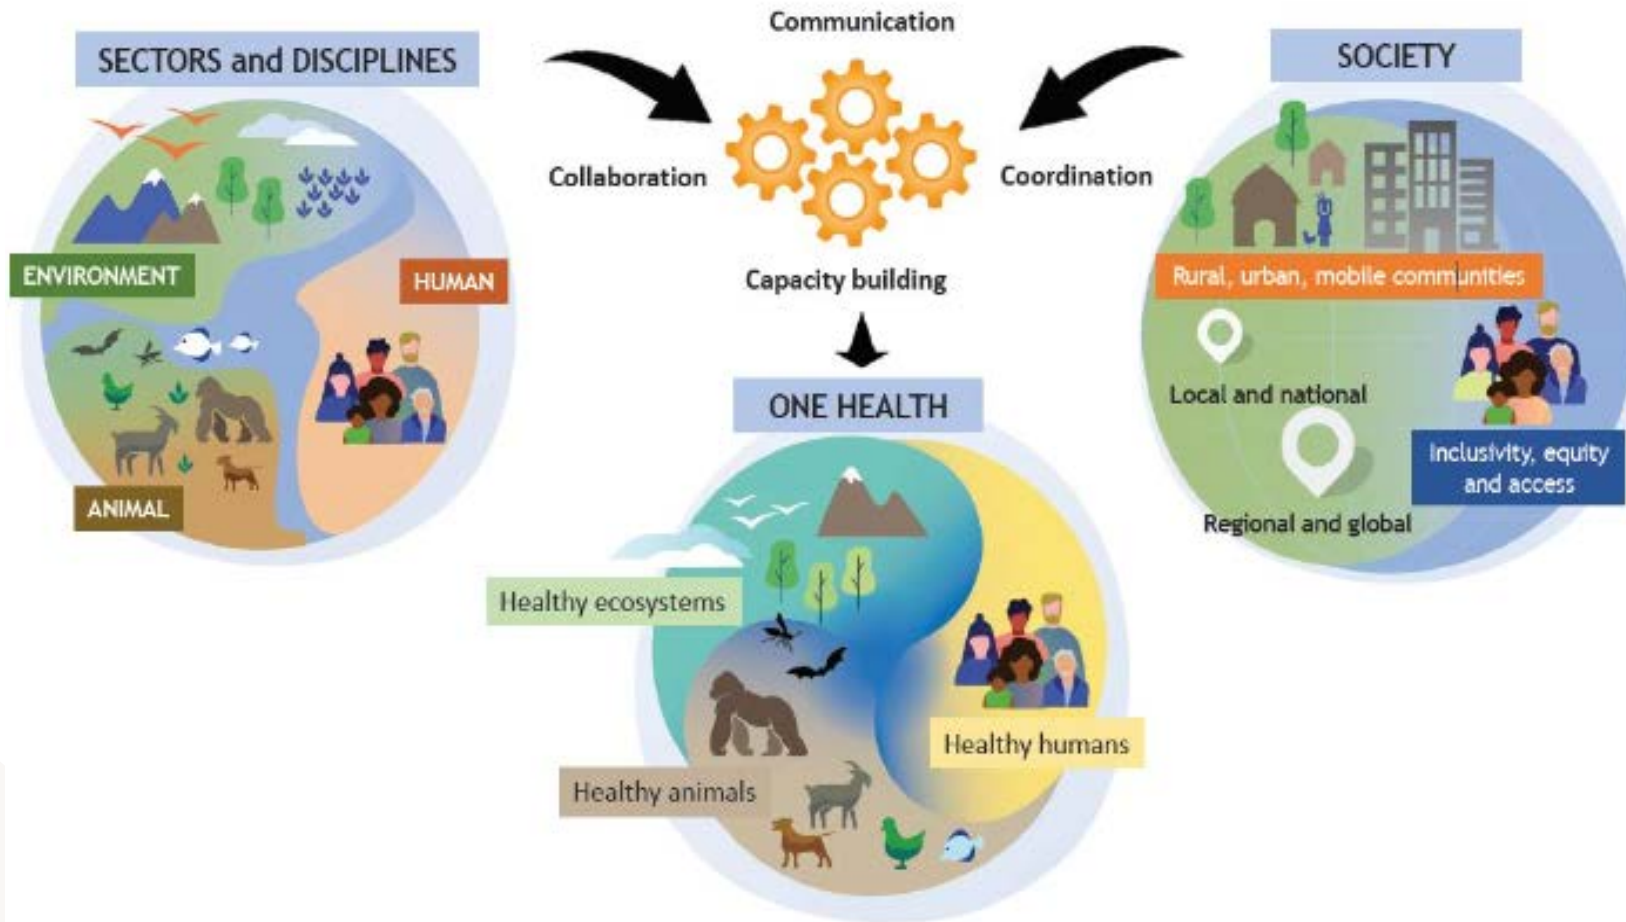 Communication
SECTORS and DISCIPLINES
SOCIETY
Collaboration
Coordination
Capacity building
ENVIRONMENT
HUMAN
ANIMAL
Rural, urban, mobile communities
Local and national
Regional and global
Inclusivity, equity
and access
ONE HEALTH
Healthy ecosystems
Healthy humans
Healthy animals